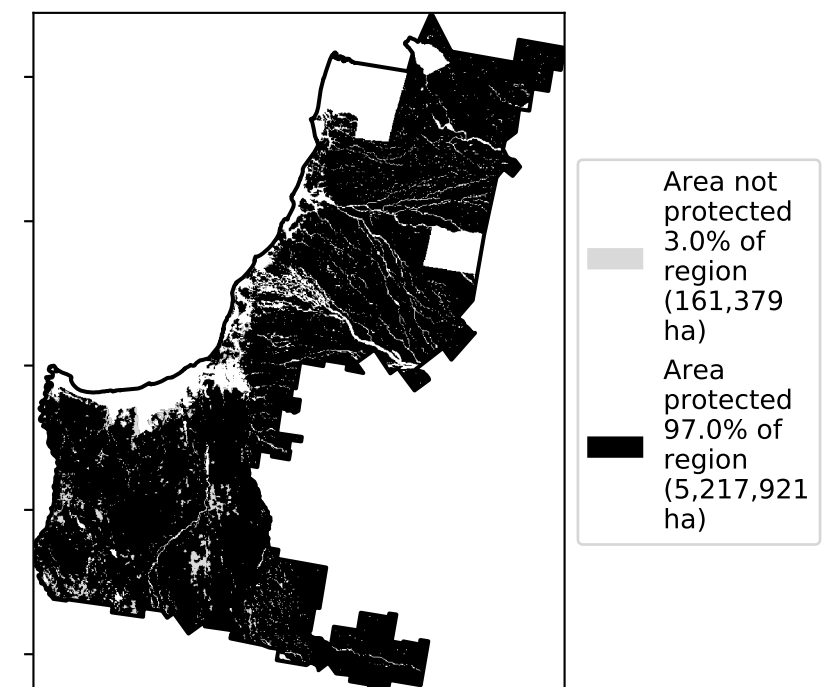 Area not
protected
3.0% of
region
(161,379
ha)
Area
protected
97.0% of
region
(5,217,921
ha)